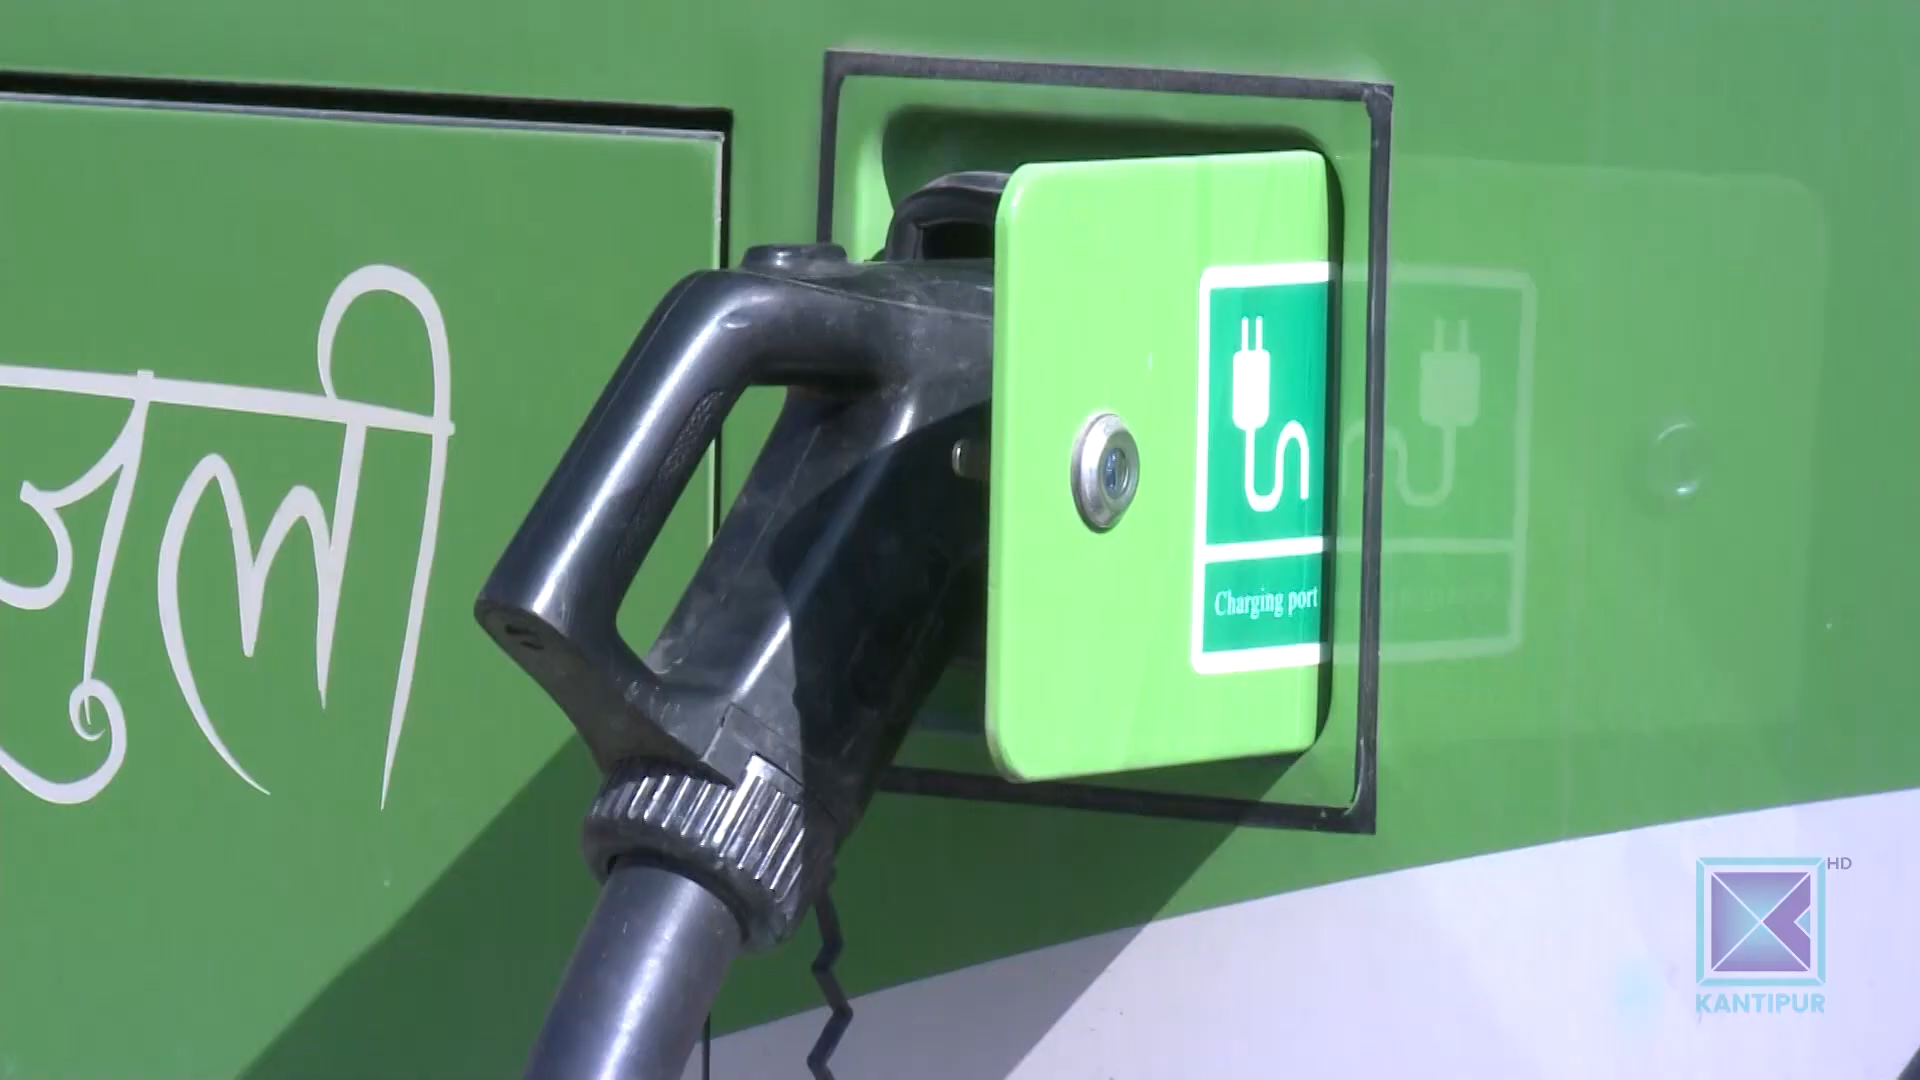 जुली
Charging port
HD
KANTIPUR